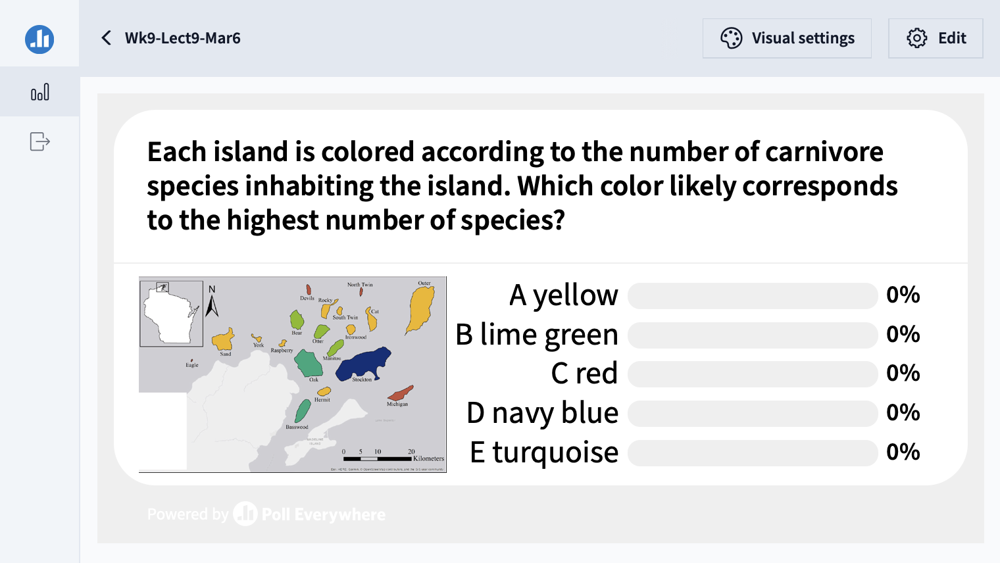 Wk9-Lect9-Mar6
Visual settings
Edit
Each island is colored according to the number of carnivore
species inhabiting the island. Which color likely corresponds
to the highest number of species?
N
Devils
North Twin
Outer
Rocky
South Twin
Cat
Bear
Otter
Ironwood
Sand
York
Raspberry
Manitou
Eagle
Oak
Stockton
Hermit
Michigan
Basswood
MADELINE
ISLAND
0 5 10 20
Kilometers
A yellow 0%
B lime green 0%
C red 0%
D navy blue 0%
E turquoise 0%
Powered by Poll Everywhere